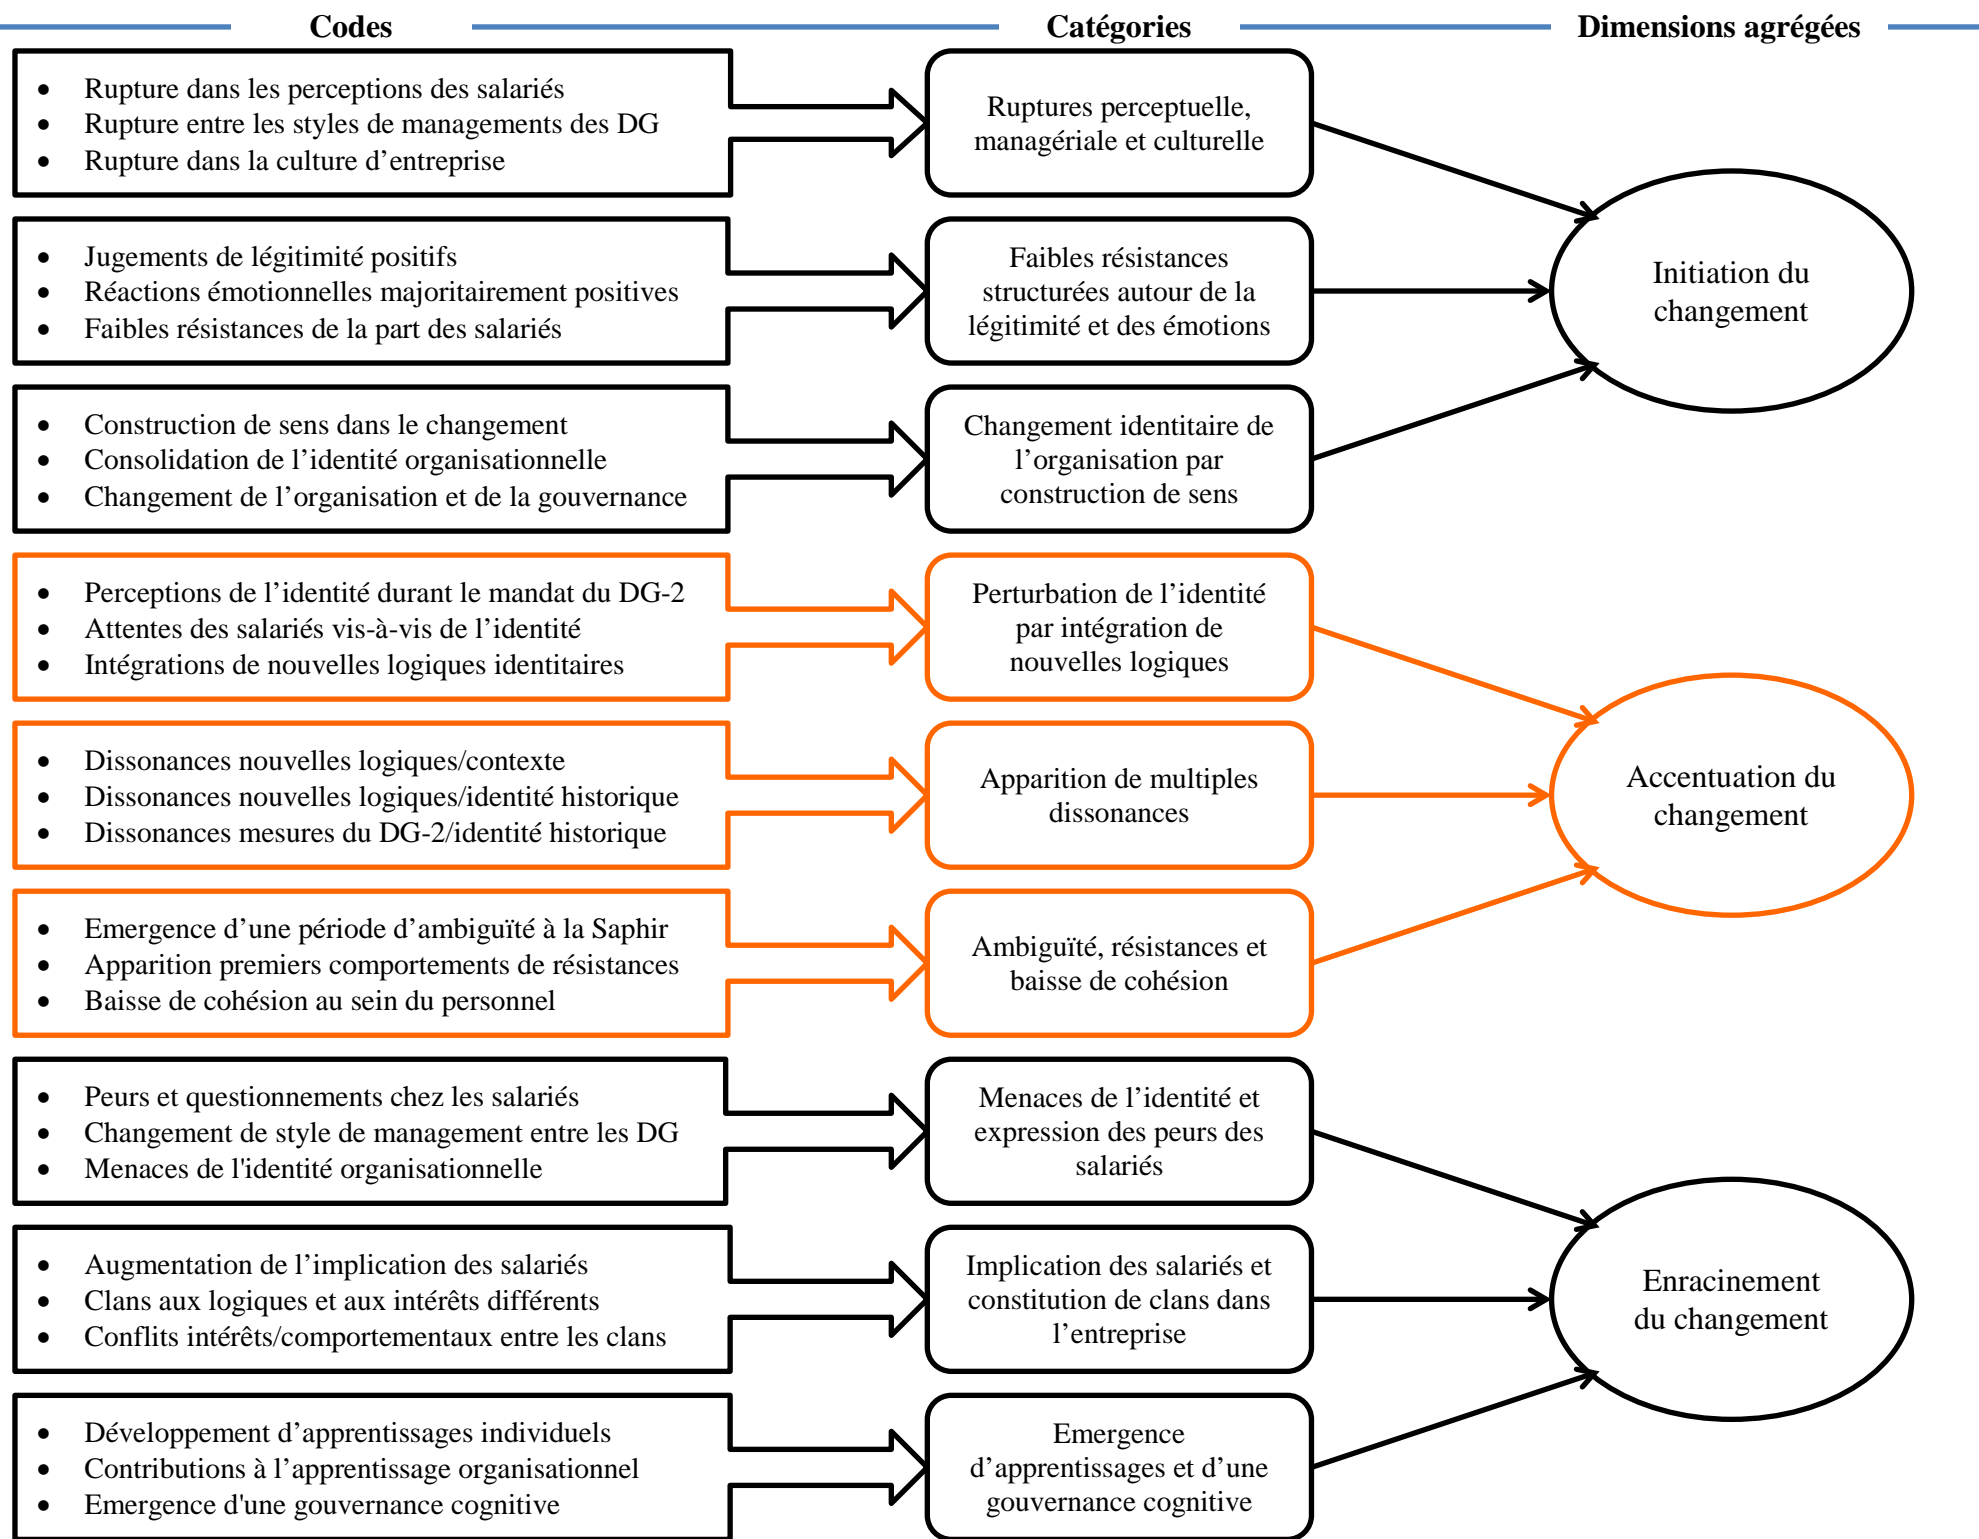 Codes
Catégories
Dimensions agrégées
• Rupture dans les perceptions des salariés
• Rupture entre les styles de managements des DG
• Rupture dans la culture d’entreprise
Ruptures perceptuelle,
managériale et culturelle
• Jugements de légitimité positifs
• Réactions émotionnelles majoritairement positives
• Faibles résistances de la part des salariés
Faibles résistances
structurées autour de la
légitimité et des émotions
Initiation du
changement
• Construction de sens dans le changement
• Consolidation de l’identité organisationnelle
• Changement de l’organisation et de la gouvernance
Changement identitaire de
l’organisation par
construction de sens
• Perceptions de l’identité durant le mandat du DG-2
• Attentes des salariés vis-à-vis de l’identité
• Intégrations de nouvelles logiques identitaires
Perturbation de l’identité
par intégration de
nouvelles logiques
• Dissonances nouvelles logiques/contexte
• Dissonances nouvelles logiques/identité historique
• Dissonances mesures du DG-2/identité historique
Apparition de multiples
dissonances
Accentuation du
changement
• Emergence d’une période d’ambiguïté à la Saphir
• Apparition premiers comportements de résistances
• Baisse de cohésion au sein du personnel
Ambiguïté, résistances et
baisse de cohésion
• Peurs et questionnements chez les salariés
• Changement de style de management entre les DG
• Menaces de l'identité organisationnelle
Menaces de l’identité et
expression des peurs des
salariés
• Augmentation de l’implication des salariés
• Clans aux logiques et aux intérêts différents
• Conflits intérêts/comportementaux entre les clans
Implication des salariés et
constitution de clans dans
l’entreprise
Enracinement
du changement
• Développement d’apprentissages individuels
• Contributions à l’apprentissage organisationnel
• Emergence d'une gouvernance cognitive
Emergence
d’apprentissages et d’une
gouvernance cognitive